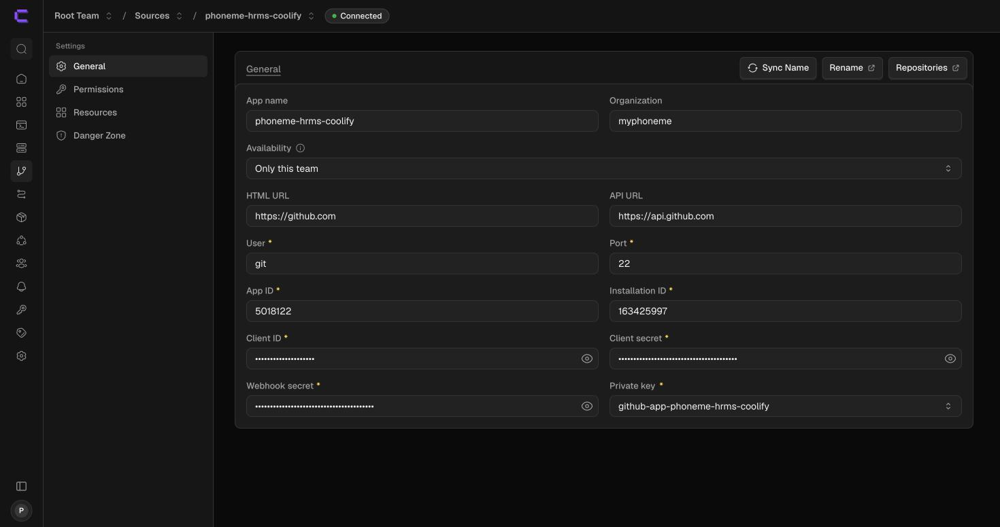 Root Team / Sources / phoneme-hrms-coolify Connected
Settings
General
Permissions
Resources
Danger Zone
General
Sync Name
Rename
Repositories
App name
phoneme-hrms-coolify
Organization
myphoneme
Availability
Only this team
HTML URL
https://github.com
API URL
https://api.github.com
User *
git
Port *
22
App ID *
5018122
Installation ID *
163425997
Client ID *
Client secret *
Webhook secret *
Private key *
github-app-phoneme-hrms-coolify
P